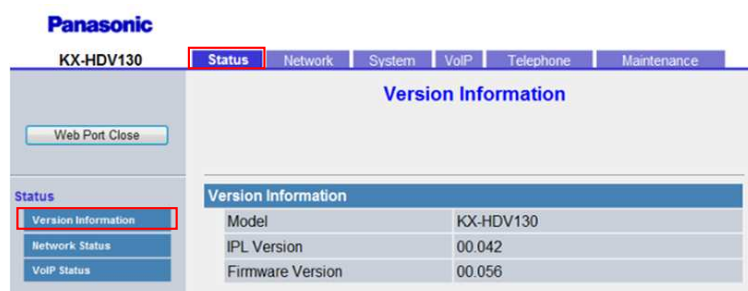 Panasonic
KX-HDV130
Status Network System VoIP Telephone Maintenance
Version Information
Web Port Close
Status
Version Information
Network Status
VoIP Status
Version Information
Model KX-HDV130
IPL Version 00.042
Firmware Version 00.056